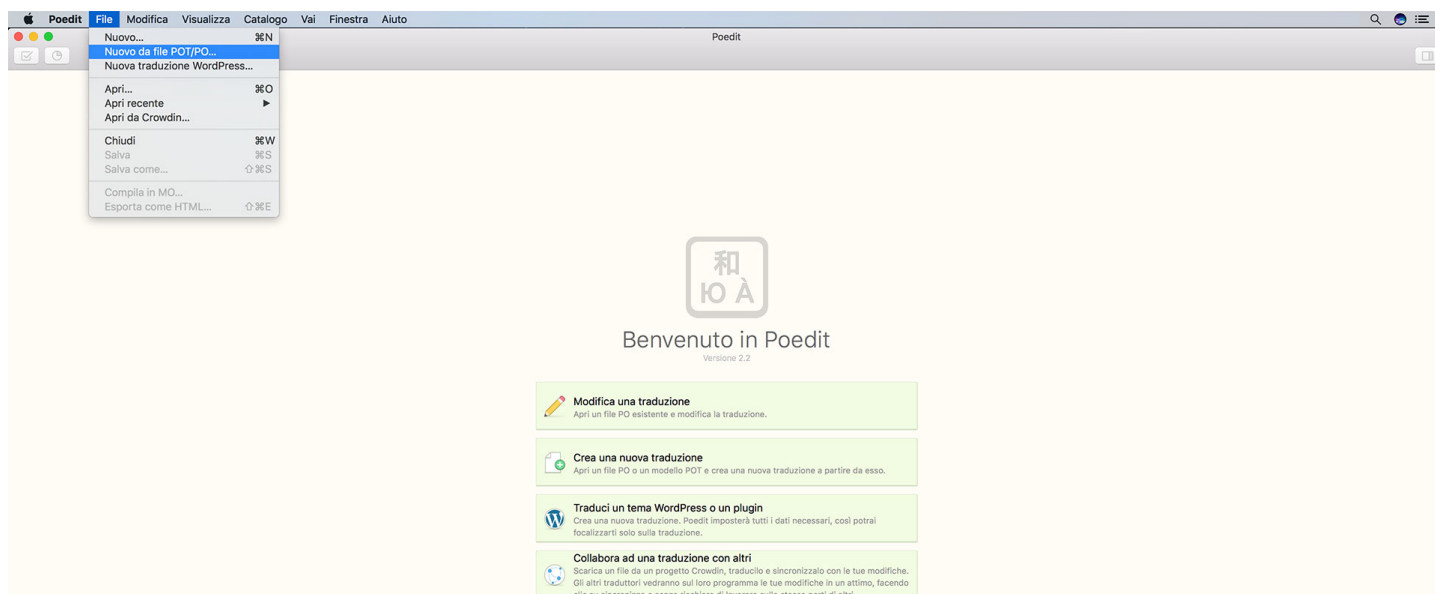 Poedit File Modifica Visualizza Catalogo Vai Finestra Aiuto
Poedit
Nuovo... ⌘N
Nuovo da file POT/PO...
Nuova traduzione WordPress...
Apri... ⌘O
Apri recente ▶
Apri da Crowdin...
Chiudi ⌘W
Salva ⌘S
Salva come... ⇧⌘S
Compila in MO...
Esporta come HTML... ⇧⌘E
和
Ю À
Benvenuto in Poedit
Versione 2.2
Modifica una traduzione
Apri un file PO esistente e modifica la traduzione.
Crea una nuova traduzione
Apri un file PO o un modello POT e crea una nuova traduzione a partire da esso.
Traduci un tema WordPress o un plugin
Crea una nuova traduzione. Poedit imposterà tutti i dati necessari, così potrai
focalizzarti solo sulla traduzione.
Collabora ad una traduzione con altri
Scarica un file da un progetto Crowdin, traducilo e sincronizzalo con le tue modifiche.
Gli altri traduttori vedranno sul loro programma le tue modifiche in un attimo, facendo